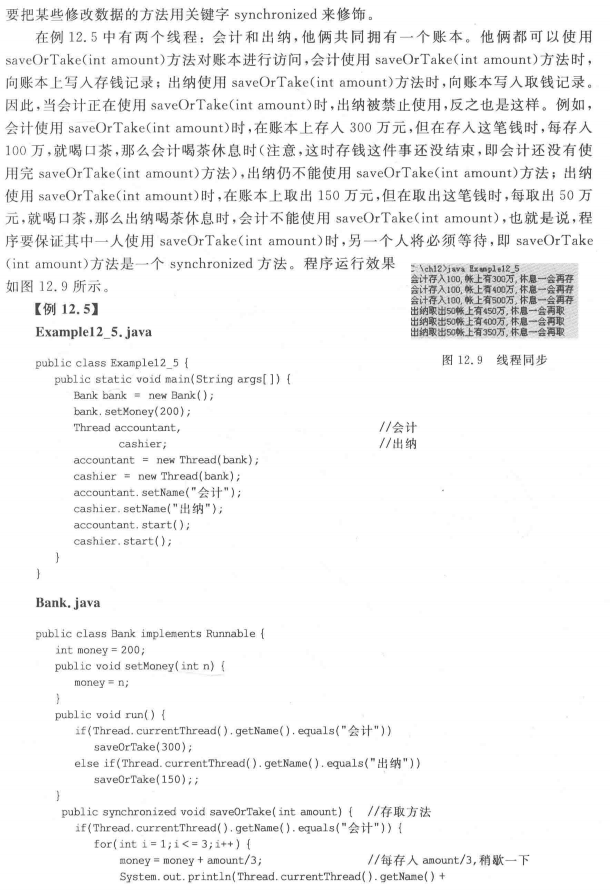 要把某些修改数据的方法用关键字 synchronized 来修饰。
在例 12.5 中有两个线程：会计和出纳，他俩共同拥有一个账本。他俩都可以使用
saveOrTake(int amount)方法对账本进行访问，会计使用 saveOrTake(int amount)方法时，
向账本上写入存钱记录；出纳使用 saveOrTake(int amount)方法时，向账本写入取钱记录。
因此，当会计正在使用 saveOrTake(int amount)时，出纳被禁止使用，反之也是这样。例如，
会计使用 saveOrTake(int amount)时，在账本上存入 300 万元，但在存入这笔钱时，每存入
100 万，就喝口茶，那么会计喝茶休息时(注意，这时存钱这件事还没结束，即会计还没有使
用完 saveOrTake(int amount)方法)，出纳仍不能使用 saveOrTake(int amount)方法；出纳
使用 saveOrTake(int amount)时，在账本上取出 150 万元，但在取出这笔钱时，每取出 50 万
元，就喝口茶，那么出纳喝茶休息时，会计不能使用 saveOrTake(int amount)，也就是说，程
序要保证其中一人使用 saveOrTake(int amount)时，另一个人将必须等待，即 saveOrTake
(int amount)方法是一个 synchronized 方法。程序运行效果
如图 12.9 所示。
C:\ch12>java Example12_5
会计存入100,帐上有300万,休息一会再存
会计存入100,帐上有400万,休息一会再存
会计存入100,帐上有500万,休息一会再存
出纳取出50帐上有450万,休息一会再取
出纳取出50帐上有400万,休息一会再取
出纳取出50帐上有350万,休息一会再取
图 12.9 线程同步
【例 12.5】
Example12_5.java
public class Example12_5 {
public static void main(String args[]) {
Bank bank = new Bank();
bank.setMoney(200);
Thread accountant, //会计
cashier; //出纳
accountant = new Thread(bank);
cashier = new Thread(bank);
accountant.setName("会计");
cashier.setName("出纳");
accountant.start();
cashier.start();
}
}
Bank.java
public class Bank implements Runnable {
int money = 200;
public void setMoney(int n) {
money = n;
}
public void run() {
if(Thread.currentThread().getName().equals("会计"))
saveOrTake(300);
else if(Thread.currentThread().getName().equals("出纳"))
saveOrTake(150);;
}
public synchronized void saveOrTake(int amount) { //存取方法
if(Thread.currentThread().getName().equals("会计")) {
for(int i = 1;i <= 3;i++) {
money = money + amount/3; //每存入 amount/3,稍歇一下
System.out.println(Thread.currentThread().getName() +